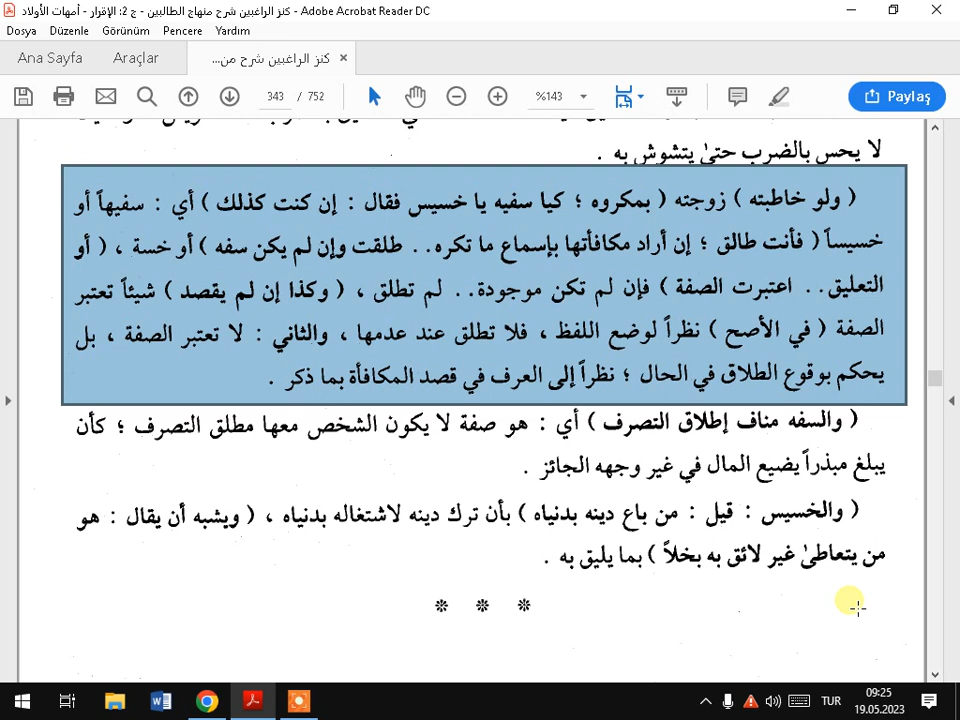 كنز الراغبين شرح منهاج الطالبين - ج 2: الإقرار - أمهات الأولاد - Adobe Acrobat Reader DC
Dosya Düzenle Görünüm Pencere Yardım
Ana Sayfa Araçlar كنز الراغبين شرح من...
343 / 752 %143 Paylaş
لا يحس بالضرب حتىٰ يتشوش به .
( ولو خاطبته ) زوجته ( بمكروه ؛ كيا سفيه يا خسيس فقال : إن كنت كذلك ) أي : سفيهاً أو
خسيساً ( فأنت طالق ؛ إن أراد مكافأتها بإسماع ما تكره . . طلقت وإن لم يكن سفه ) أو خسة ، ( أو
التعليق . . اعتبرت الصفة ) فإن لم تكن موجودة . . لم تطلق ، ( وكذا إن لم يقصد ) شيئاً تعتبر
الصفة ( في الأصح ) نظراً لوضع اللفظ ، فلا تطلق عند عدمها ، والثاني : لا تعتبر الصفة ، بل
يحكم بوقوع الطلاق في الحال ؛ نظراً إلى العرف في قصد المكافأة بما ذكر .
( والسفه مناف إطلاق التصرف ) أي : هو صفة لا يكون الشخص معها مطلق التصرف ؛ كأن
يبلغ مبذراً يضيع المال في غير وجهه الجائز .
( والخسيس : قيل : من باع دينه بدنياه ) بأن ترك دينه لاشتغاله بدنياه ، ( ويشبه أن يقال : هو
من يتعاطىٰ غير لائق به بخلاً ) بما يليق به .
* * *
TUR 09:25
19.05.2023